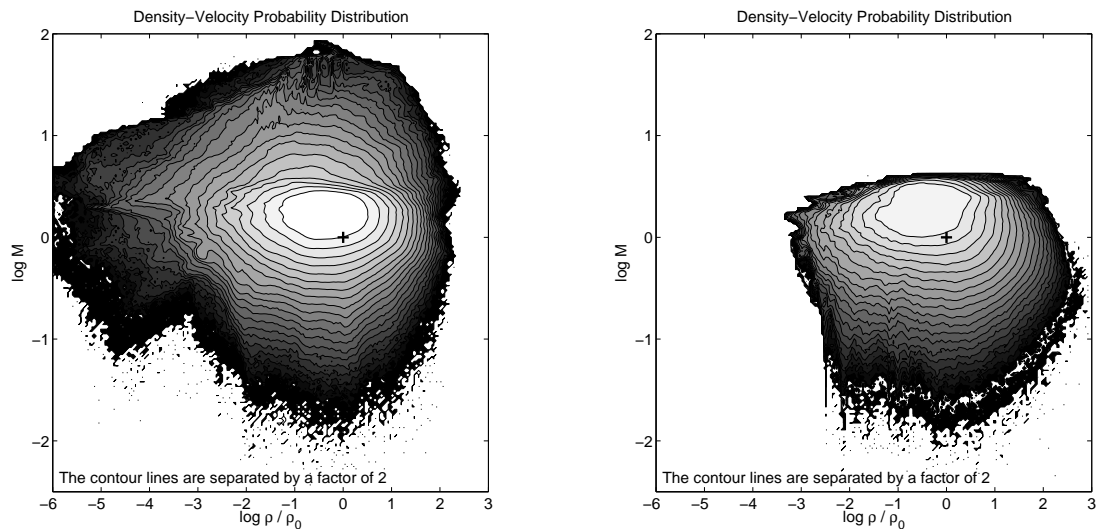 Density−Velocity Probability Distribution
2
1
0
−1
−2
log M
The contour lines are separated by a factor of 2
−6 −5 −4 −3 −2 −1 0 1 2 3
log ρ / ρ0
Density−Velocity Probability Distribution
2
1
0
−1
−2
log M
The contour lines are separated by a factor of 2
−6 −5 −4 −3 −2 −1 0 1 2 3
log ρ / ρ0